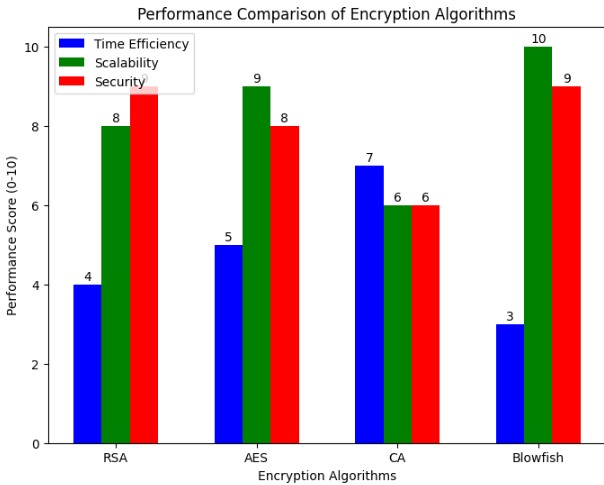 Performance Comparison of Encryption Algorithms
Time Efficiency
Scalability
Security
Performance Score (0-10)
10
8
6
4
2
0
4
8
9
5
9
8
7
6
6
3
10
9
RSA
AES
CA
Blowfish
Encryption Algorithms